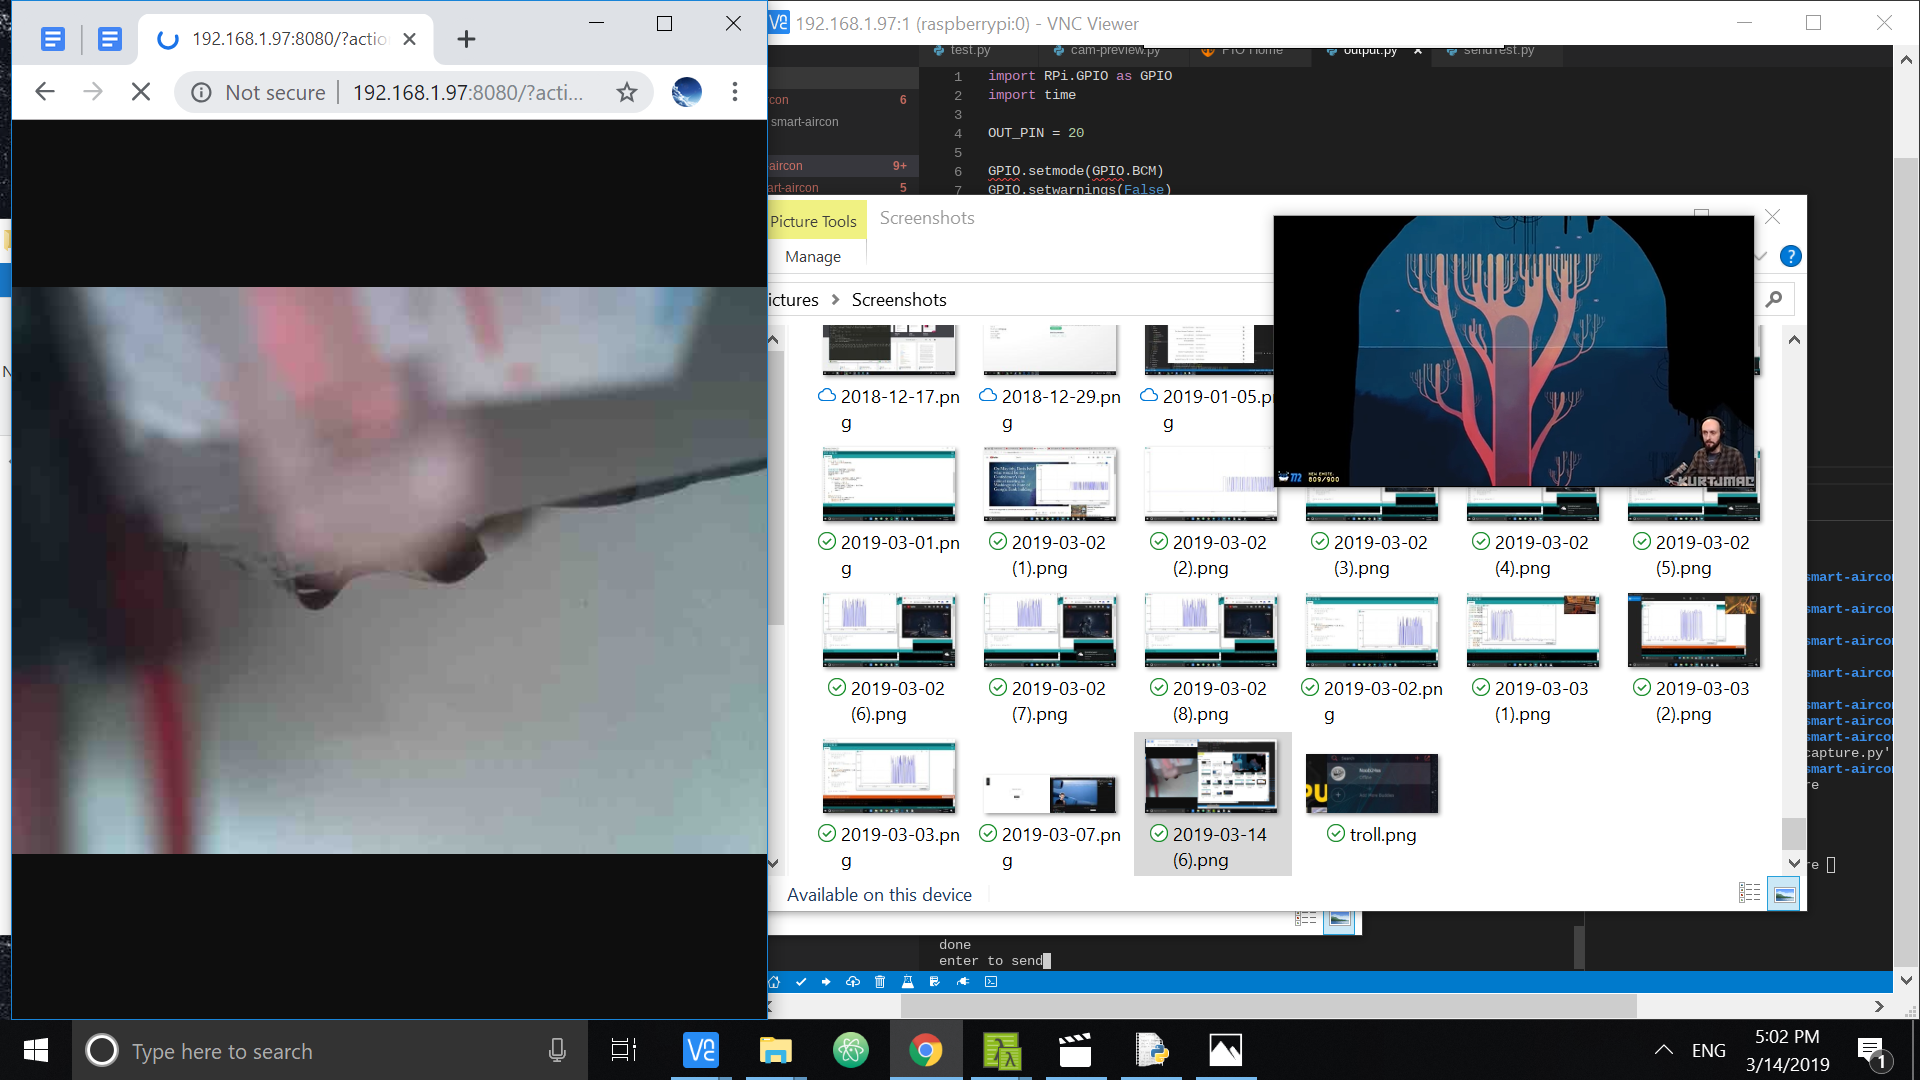 192.168.1.97:8080/?actio
Not secure
192.168.1.97:8080/?acti...
192.168.1.97:1 (raspberrypi:0) - VNC Viewer
test.py
cam-preview.py
PIO Home
output.py
sendTest.py
rcon
6
smart-aircon
aircon
9+
art-aircon
5
1 import RPi.GPIO as GPIO
2 import time
3
4 OUT_PIN = 20
5
6 GPIO.setmode(GPIO.BCM)
7 GPIO.setwarnings(False)
Picture Tools
Screenshots
Manage
ictures > Screenshots
2018-12-17.png
2018-12-29.png
2019-01-05.pn
g
2019-03-01.png
2019-03-02 (1).png
2019-03-02 (2).png
2019-03-02 (3).png
2019-03-02 (4).png
2019-03-02 (5).png
2019-03-02 (6).png
2019-03-02 (7).png
2019-03-02 (8).png
2019-03-02.png
2019-03-03 (1).png
2019-03-03 (2).png
2019-03-03.png
2019-03-07.png
2019-03-14 (6).png
troll.png
772
NEW EMOTE:
809/900
KURTJMAC
Available on this device
smart-aircon
smart-aircon
smart-aircon
smart-aircon
smart-aircon
smart-aircon
smart-aircon
capture.py'
smart-aircon
re
re
done
enter to send
Type here to search
ENG
5:02 PM
3/14/2019
1